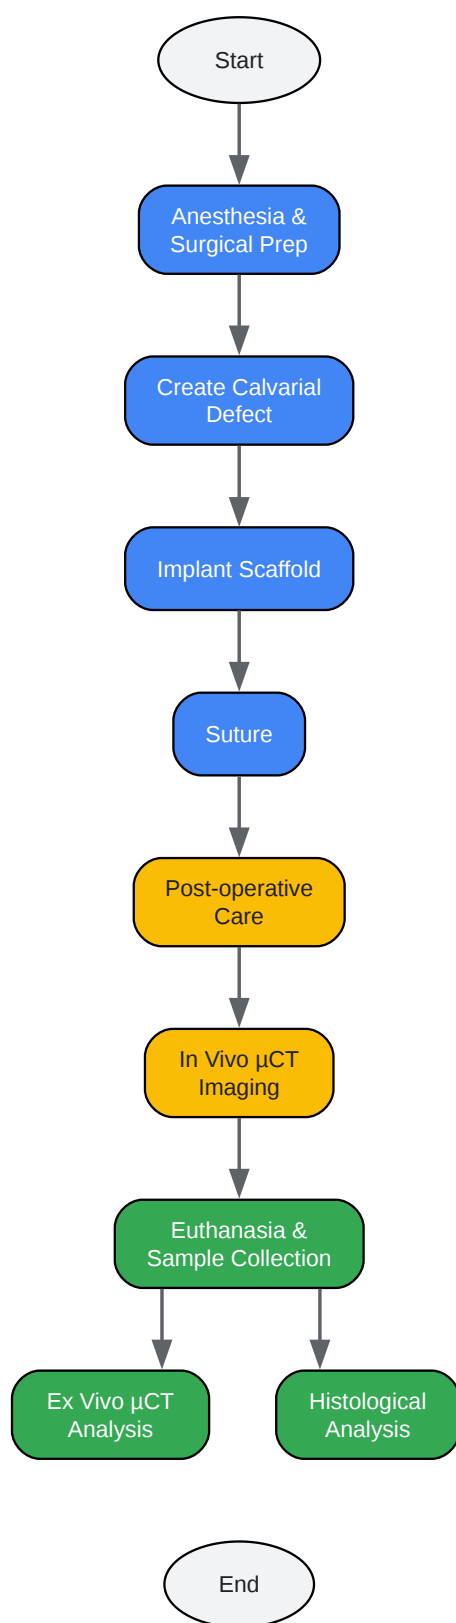 Start
Anesthesia &
Surgical Prep
Create Calvarial
Defect
Implant Scaffold
Suture
Post-operative
Care
In Vivo µCT
Imaging
Euthanasia &
Sample Collection
Ex Vivo µCT
Analysis
Histological
Analysis
End